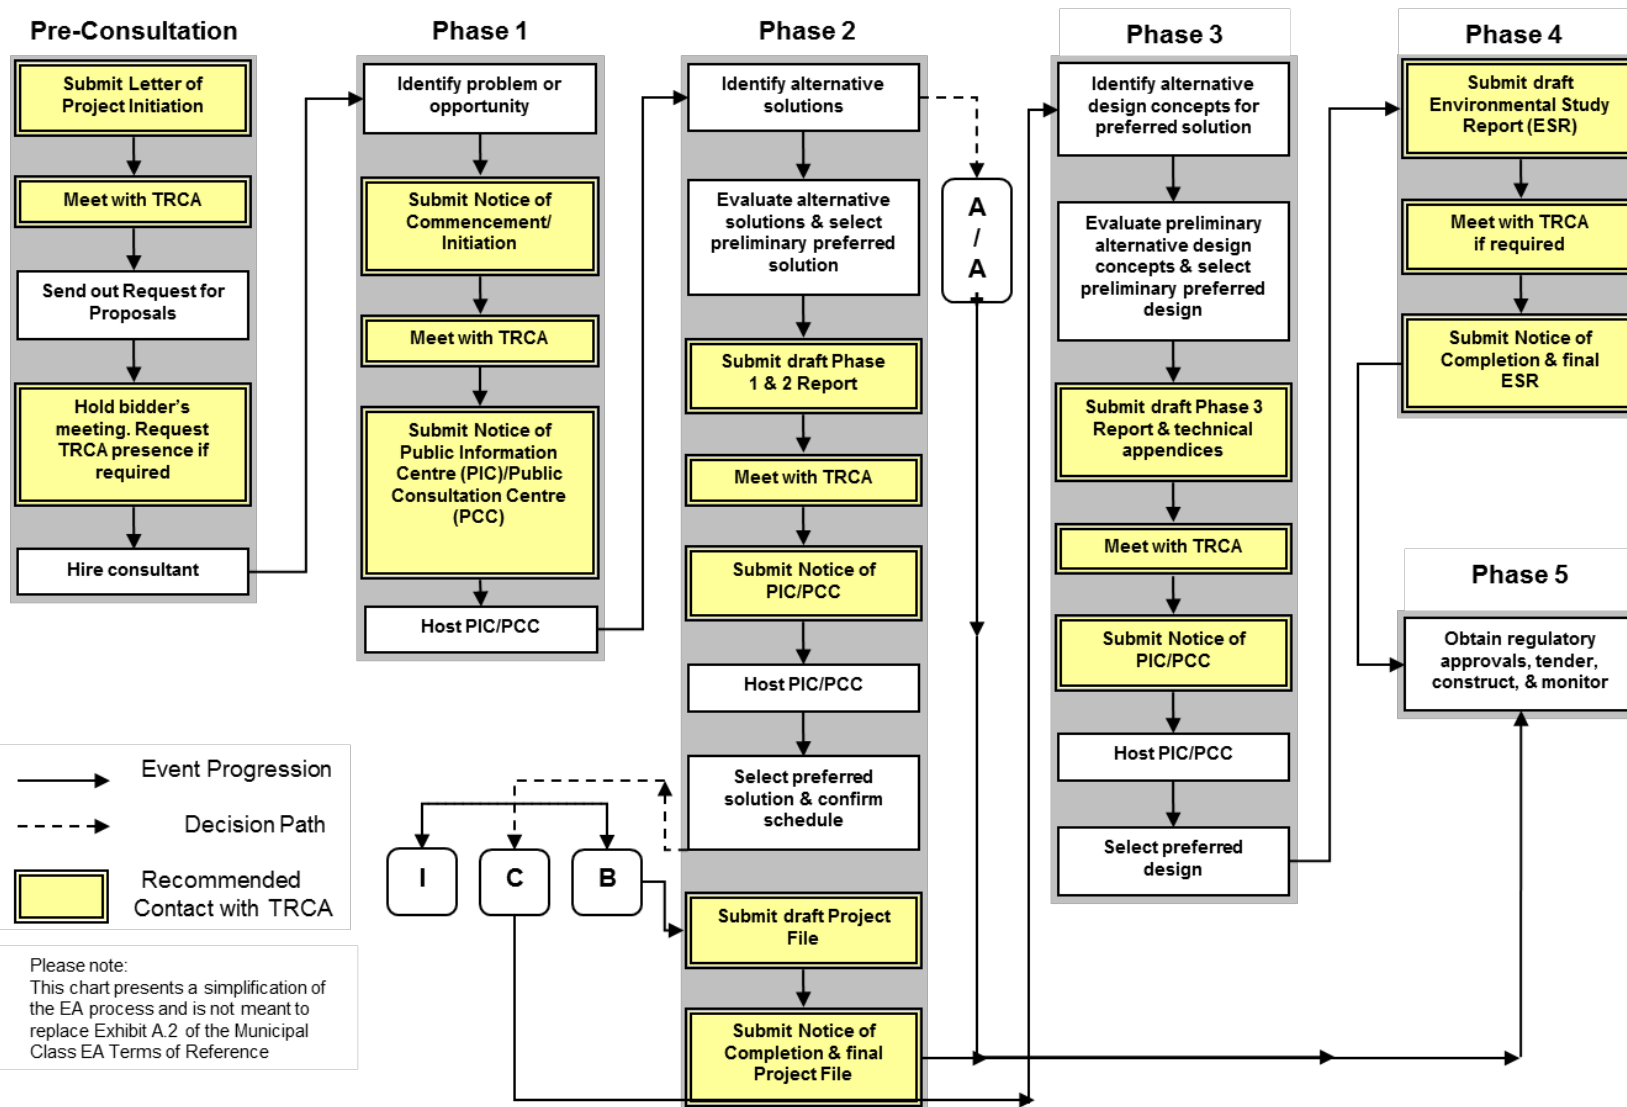 Pre-Consultation
Submit Letter of
Project Initiation
Meet with TRCA
Send out Request for
Proposals
Hold bidder's
meeting. Request
TRCA presence if
required
Hire consultant
Phase 1
Identify problem or
opportunity
Submit Notice of
Commencement/
Initiation
Meet with TRCA
Submit Notice of
Public Information
Centre (PIC)/Public
Consultation Centre
(PCC)
Host PIC/PCC
Phase 2
Identify alternative
solutions
Evaluate alternative
solutions & select
preliminary preferred
solution
Submit draft Phase
1 & 2 Report
Meet with TRCA
Submit Notice of
PIC/PCC
Host PIC/PCC
Select preferred
solution & confirm
schedule
A
/
A
+
I
C
B
Submit draft Project
File
Submit Notice of
Completion & final
Project File
Phase 3
Identify alternative
design concepts for
preferred solution
Evaluate preliminary
alternative design
concepts & select
preliminary preferred
design
Submit draft Phase 3
Report & technical
appendices
Meet with TRCA
Submit Notice of
PIC/PCC
Host PIC/PCC
Select preferred
design
Phase 4
Submit draft
Environmental Study
Report (ESR)
Meet with TRCA
if required
Submit Notice of
Completion & final
ESR
Phase 5
Obtain regulatory
approvals, tender,
construct, & monitor
Event Progression
Decision Path
Recommended
Contact with TRCA
Please note:
This chart presents a simplification of
the EA process and is not meant to
replace Exhibit A.2 of the Municipal
Class EA Terms of Reference